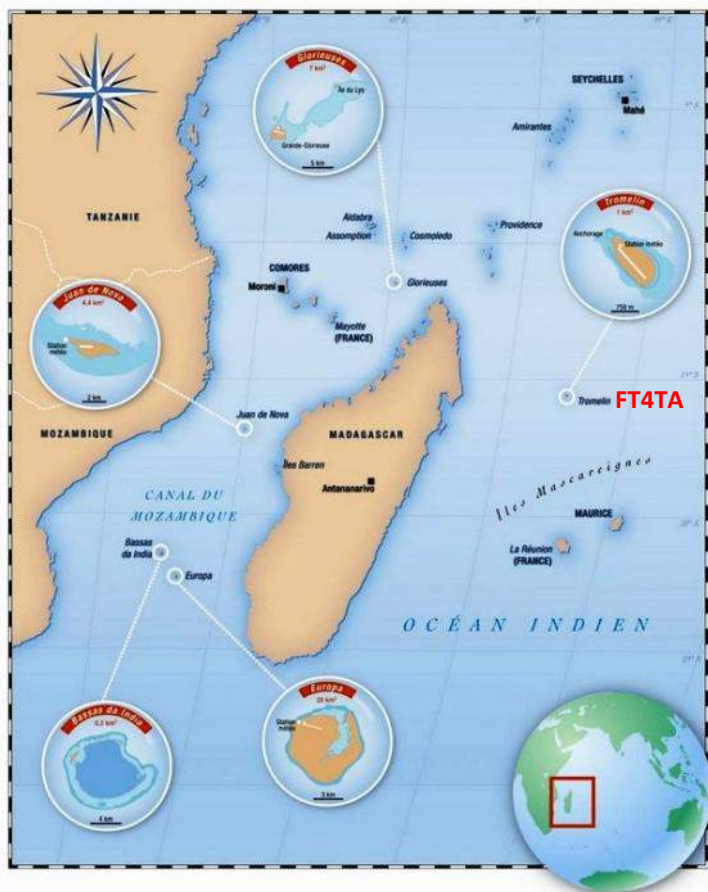 Glorieuses
7 km²
Île du Lys
Grande-Glorieuse
5 km
SEYCHELLES
Mahé
Amirantes
TANZANIE
Aldabra
Assomption
Cosmoledo
Providence
Tromelin
1 km²
Anchorage
Station météo
750 m
COMORES
Moroni
Glorieuses
Mayotte
(FRANCE)
Juan de Nova
4,4 km²
Station
météo
2 km
Tromelin FT4TA
Juan de Nova
MOZAMBIQUE
MADAGASCAR
Îles Barren
Antananarivo
Îles Mascareignes
CANAL DU
MOZAMBIQUE
MAURICE
Bassas
da India
La Réunion
(FRANCE)
Europa
OCÉAN INDIEN
Bassas da India
0,2 km²
4 km
Europa
28 km²
Station
météo
3 km